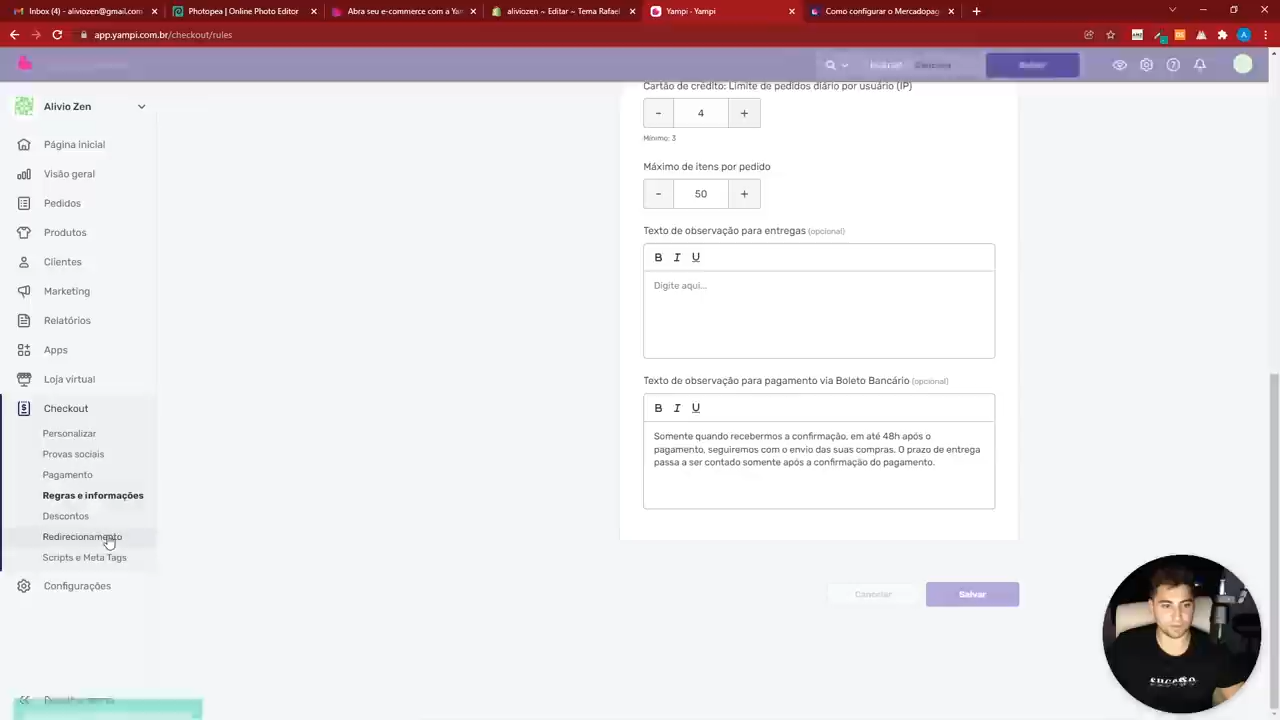 Inbox (4) - aliviozen@gmail.com
Photopea | Online Photo Editor
Abra seu e-commerce com a Yam
aliviozen ~ Editar ~ Tema Rafael
Yampi - Yampi
Como configurar o Mercadopag
app.yampi.com.br/checkout/rules
Cancelar
Salvar
Alivio Zen
Página inicial
Visão geral
Pedidos
Produtos
Clientes
Marketing
Relatórios
Apps
Loja virtual
Checkout
Personalizar
Provas sociais
Pagamento
Regras e informações
Descontos
Redirecionamento
Scripts e Meta Tags
Configurações
Cartão de crédito: Limite de pedidos diário por usuário (IP)
- 4 +
Mínimo: 3
Máximo de itens por pedido
- 50 +
Texto de observação para entregas (opcional)
B I U
Digite aqui...
Texto de observação para pagamento via Boleto Bancário (opcional)
B I U
Somente quando recebermos a confirmação, em até 48h após o
pagamento, seguiremos com o envio das suas compras. O prazo de entrega
passa a ser contado somente após a confirmação do pagamento.
Cancelar
Salvar
sucesso